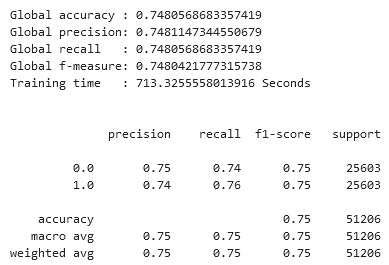 Global accuracy : 0.7480568683357419
Global precision: 0.7481147344550679
Global recall   : 0.7480568683357419
Global f-measure: 0.7480421777315738
Training time   : 713.3255558013916 Seconds
precision    recall  f1-score   support
0.0       0.75      0.74      0.75     25603
1.0       0.74      0.76      0.75     25603
accuracy                           0.75     51206
macro avg       0.75      0.75      0.75     51206
weighted avg       0.75      0.75      0.75     51206